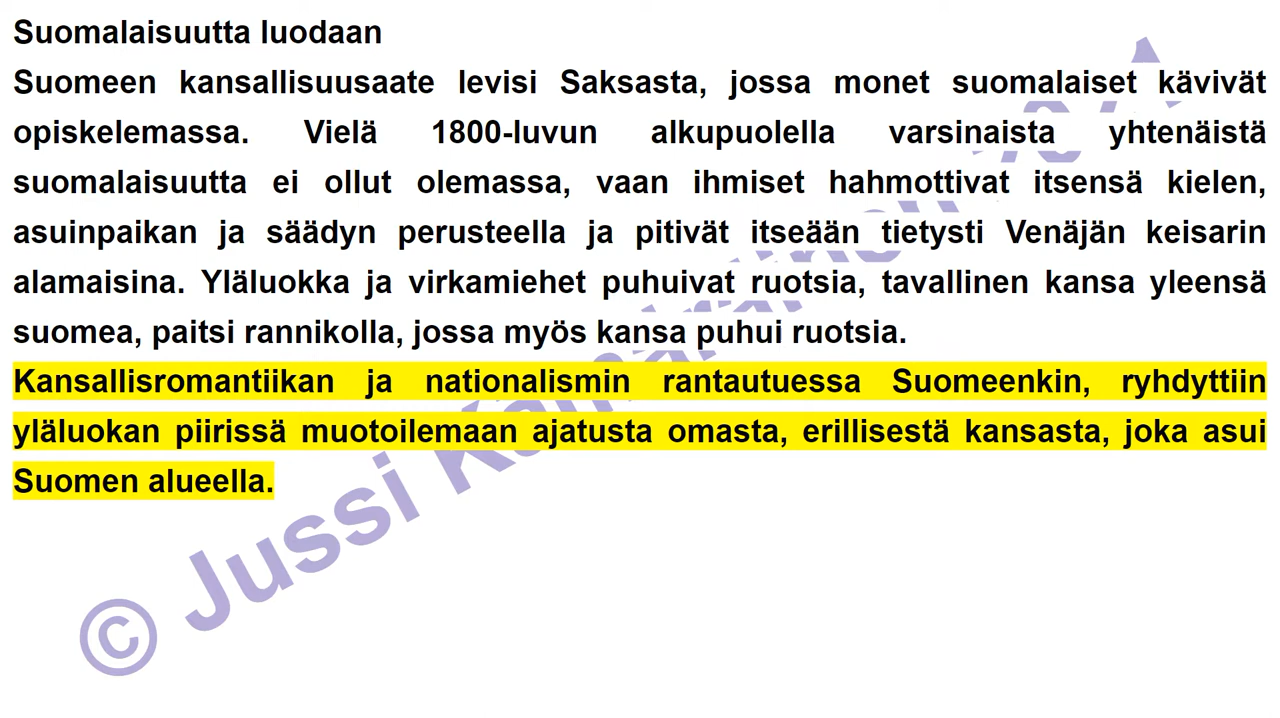 Suomalaisuutta luodaan
Suomeen kansallisuusaate levisi Saksasta, jossa monet suomalaiset kävivät
opiskelemassa. Vielä 1800-luvun alkupuolella varsinaista yhtenäistä
suomalaisuutta ei ollut olemassa, vaan ihmiset hahmottivat itsensä kielen,
asuinpaikan ja säädyn perusteella ja pitivät itseään tietysti Venäjän keisarin
alamaisina. Yläluokka ja virkamiehet puhuivat ruotsia, tavallinen kansa yleensä
suomea, paitsi rannikolla, jossa myös kansa puhui ruotsia.
Kansallisromantiikan ja nationalismin rantautuessa Suomeenkin, ryhdyttiin
yläluokan piirissä muotoilemaan ajatusta omasta, erillisestä kansasta, joka asui
Suomen alueella.
© Jussi